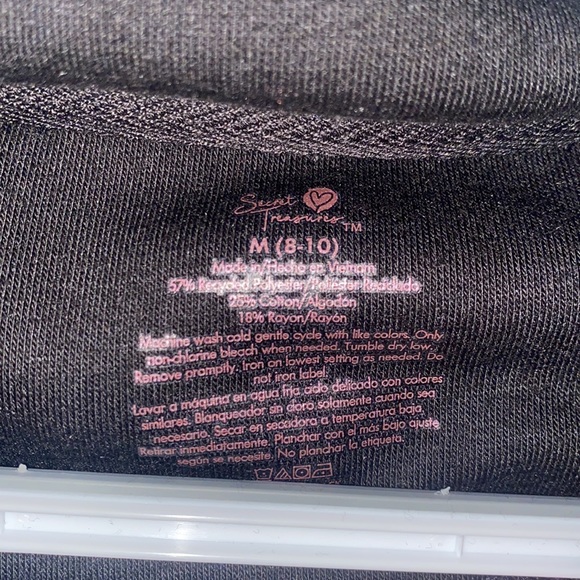 Secret
Treasures TM
M (8-10)
Made in/Hecho en Vietnam
57% Recycled Polyester/Poliéster Reciclado
25% Cotton/Algodón
18% Rayon/Rayón
Machine wash cold gentle cycle with like colors. Only
non-chlorine bleach when needed. Tumble dry low.
Remove promptly. Iron on lowest setting as needed. Do
not iron label.
Lavar a máquina en agua fría ciclo delicado con colores
similares. Blanqueador sin cloro solamente cuando sea
necesario. Secar en secadora a temperatura baja.
Retirar inmediatamente. Planchar con el más bajo ajuste
según se necesite. No planchar la etiqueta.